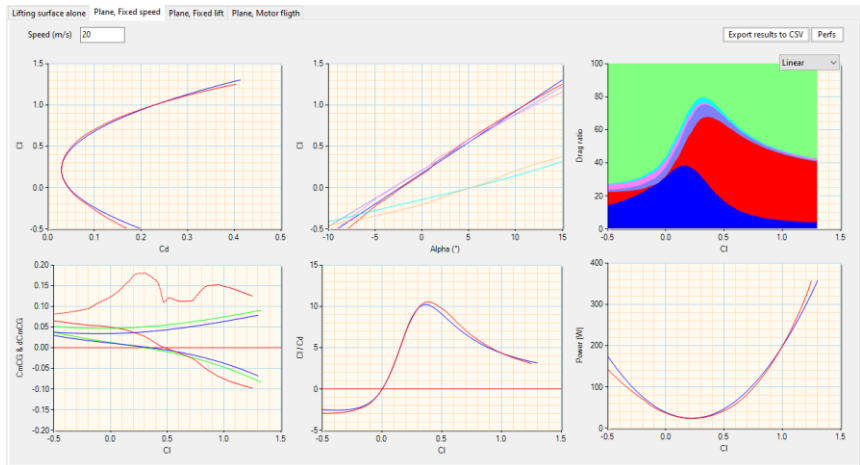 Lifting surface alone Plane, Fixed speed Plane, Fixed lift Plane, Motor fligth
Speed (m/s) 20 Export results to CSV Perfs
Linear
1.5
1.0
0.5
0.0
-0.5
Cl
0.0 0.1 0.2 0.3 0.4 0.5
Cd
1.5
1.0
0.5
0.0
-0.5
Cl
-10 -5 0 5 10 15
Alpha (°)
100
80
60
40
20
0
Drag ratio
-0.5 0.0 0.5 1.0 1.5
Cl
0.20
0.15
0.10
0.05
0.00
-0.05
-0.10
-0.15
-0.20
CmCG & dCmCG
-0.5 0.0 0.5 1.0 1.5
Cl
15
10
5
0
-5
Cl / Cd
-0.5 0.0 0.5 1.0 1.5
Cl
400
300
200
100
0
Power (W)
-0.5 0.0 0.5 1.0 1.5
Cl